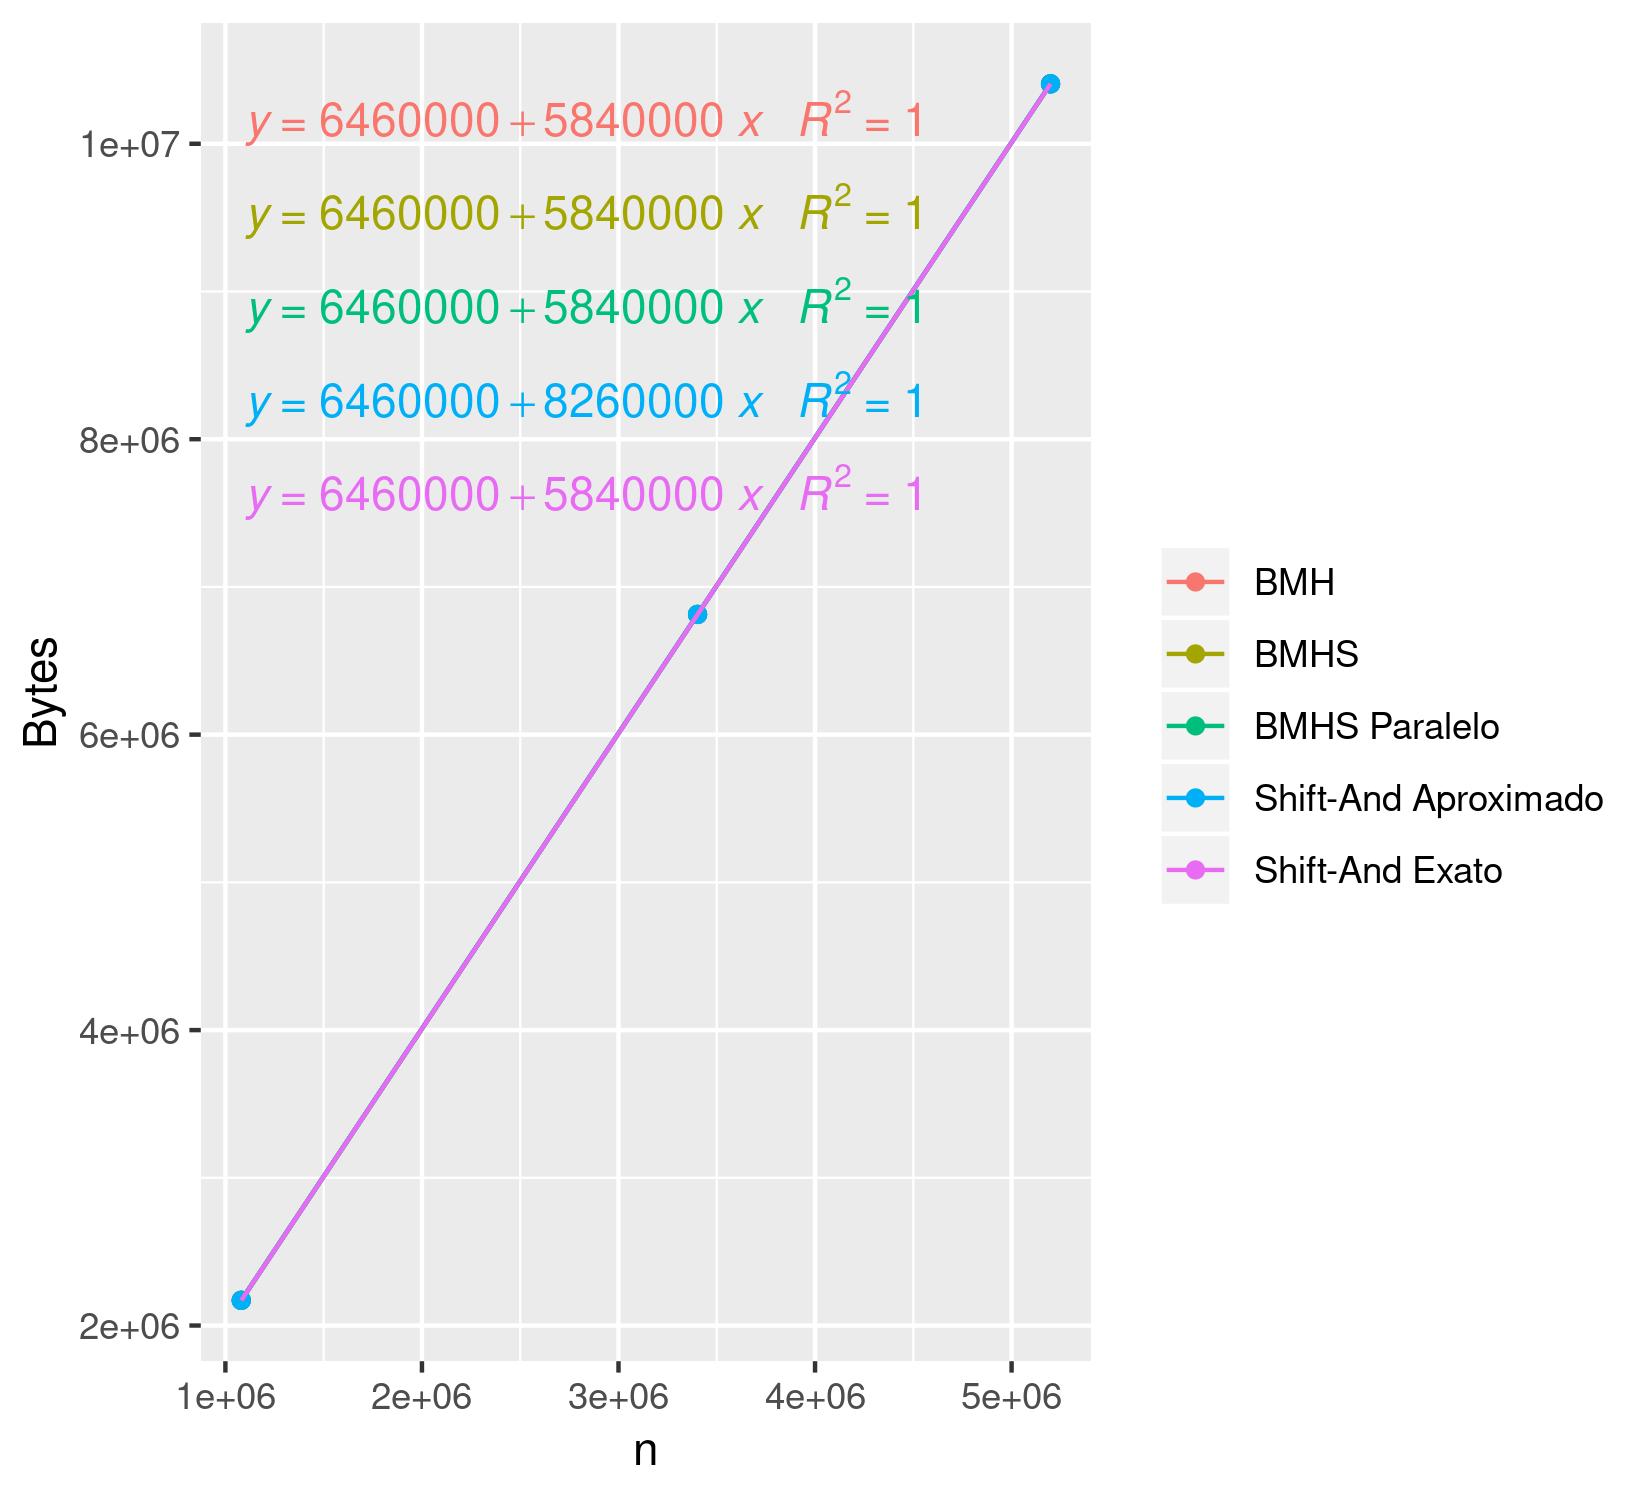 y = 6460000 + 5840000 x R² = 1
y = 6460000 + 5840000 x R² = 1
y = 6460000 + 5840000 x R² = 1
y = 6460000 + 8260000 x R² = 1
y = 6460000 + 5840000 x R² = 1
1e+07
8e+06
6e+06
4e+06
2e+06
Bytes
1e+06 2e+06 3e+06 4e+06 5e+06
n
BMH
BMHS
BMHS Paralelo
Shift-And Aproximado
Shift-And Exato